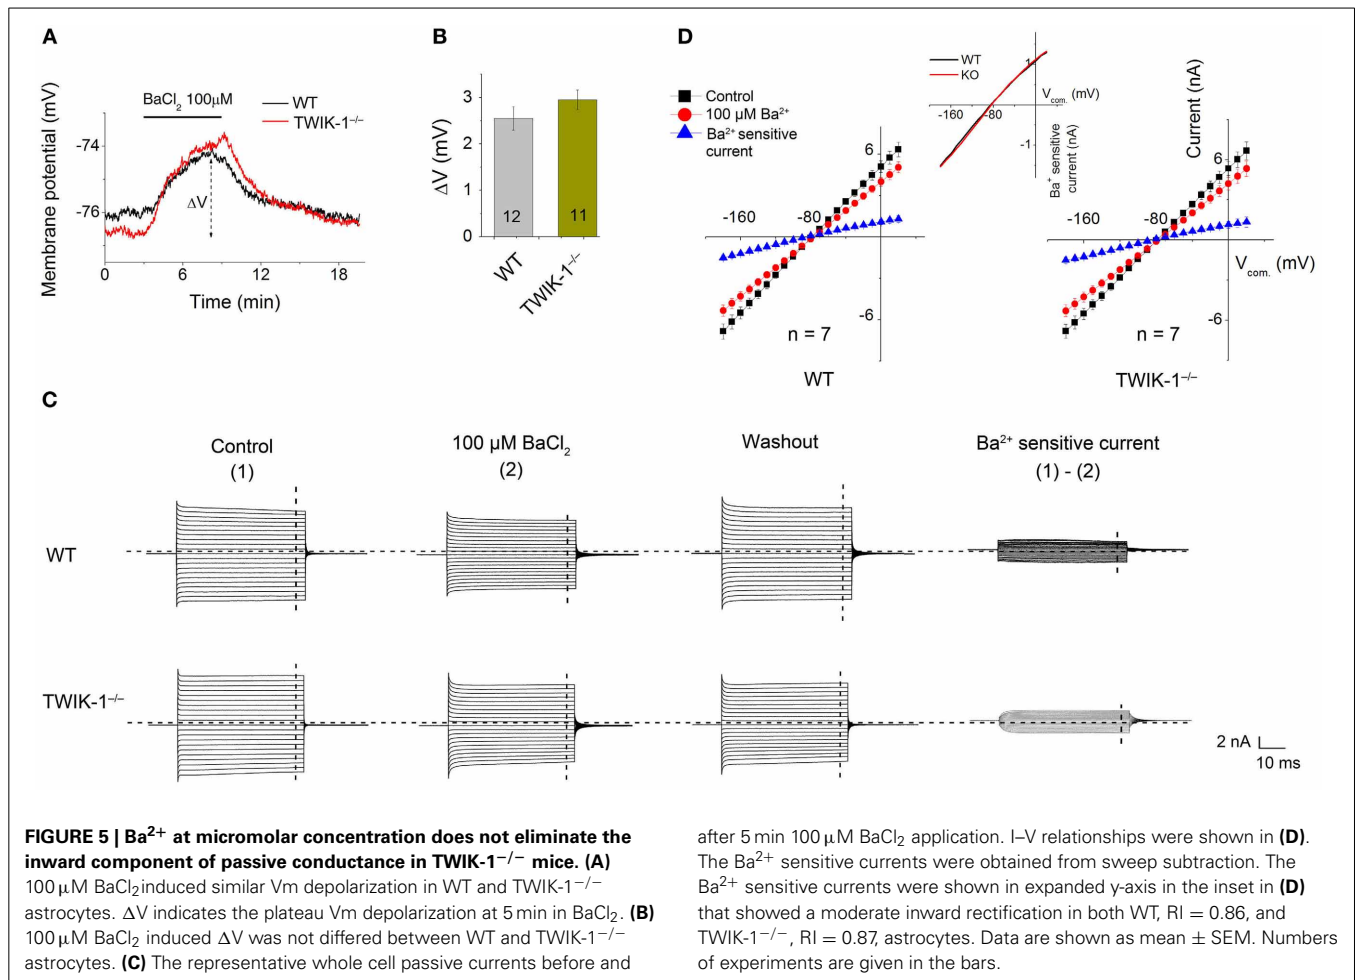 A
BaCl2 100µM
WT
TWIK-1−/−
Membrane potential (mV)
-74
-76
ΔV
0
6
12
18
Time (min)
B
ΔV (mV)
3
2
1
0
12
11
WT
TWIK-1−/−
D
Control
100 µM Ba2+
Ba2+ sensitive
current
6
-160
-80
-6
n = 7
WT
WT
KO
1
Vcom. (mV)
-160
-80
-1
Ba+ sensitive
current (nA)
Current (nA)
6
-160
-80
Vcom. (mV)
-6
n = 7
TWIK-1−/−
C
Control
(1)
100 µM BaCl2
(2)
Washout
Ba2+ sensitive current
(1) - (2)
WT
TWIK-1−/−
2 nA
10 ms
FIGURE 5 | Ba2+ at micromolar concentration does not eliminate the
inward component of passive conductance in TWIK-1−/− mice. (A)
100 µM BaCl2 induced similar Vm depolarization in WT and TWIK-1−/−
astrocytes. ΔV indicates the plateau Vm depolarization at 5 min in BaCl2. (B)
100 µM BaCl2 induced ΔV was not differed between WT and TWIK-1−/−
astrocytes. (C) The representative whole cell passive currents before and
after 5 min 100 µM BaCl2 application. I–V relationships were shown in (D).
The Ba2+ sensitive currents were obtained from sweep subtraction. The
Ba2+ sensitive currents were shown in expanded y-axis in the inset in (D)
that showed a moderate inward rectification in both WT, RI = 0.86, and
TWIK-1−/−, RI = 0.87, astrocytes. Data are shown as mean ± SEM. Numbers
of experiments are given in the bars.